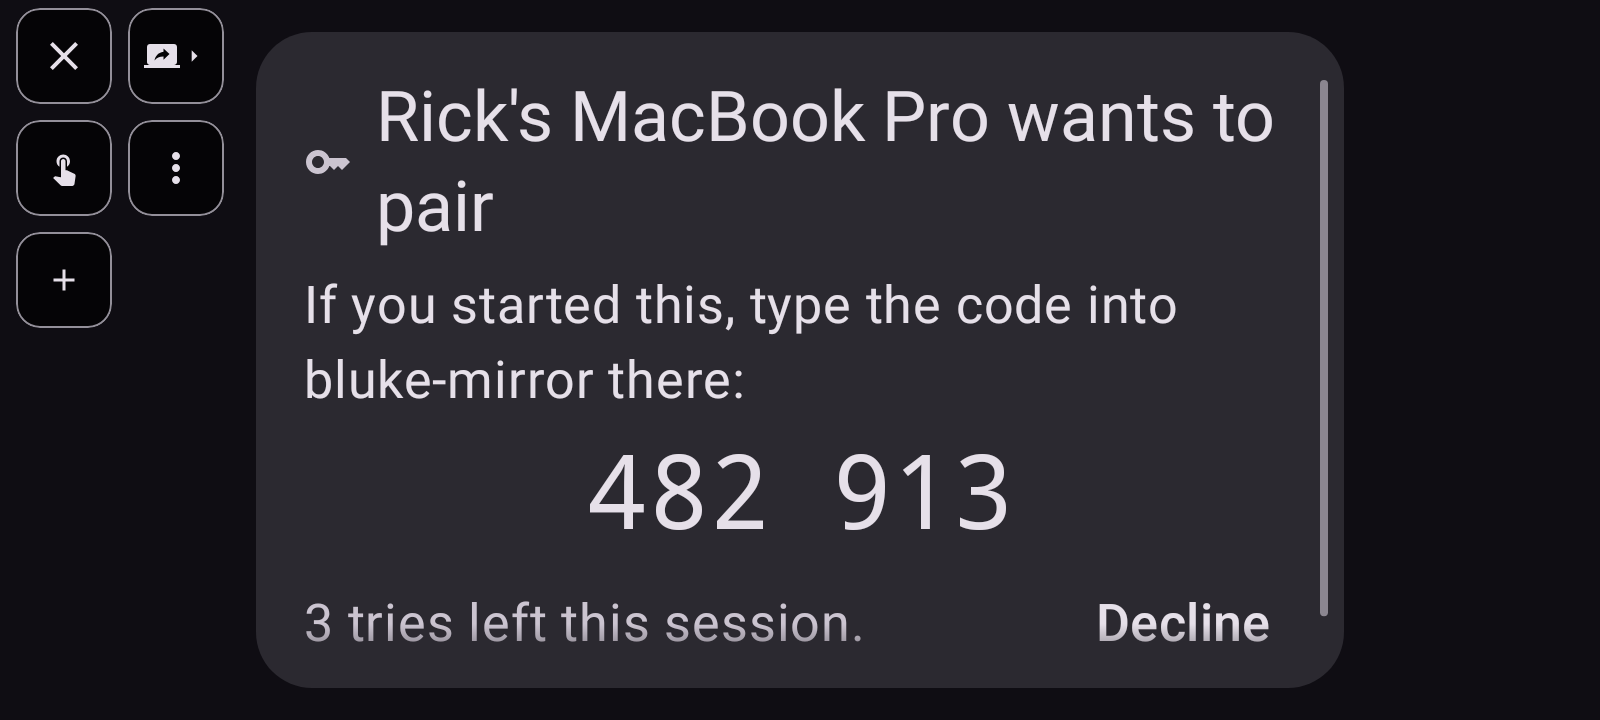 Rick's MacBook Pro wants to
pair
If you started this, type the code into
bluke-mirror there:
482 913
3 tries left this session.
Decline